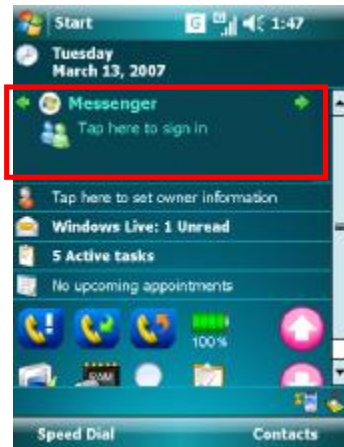 Start G 1:47
Tuesday
March 13, 2007
Messenger
Tap here to sign in
Tap here to set owner information
Windows Live: 1 Unread
5 Active tasks
No upcoming appointments
100%
RAM
Speed Dial Contacts